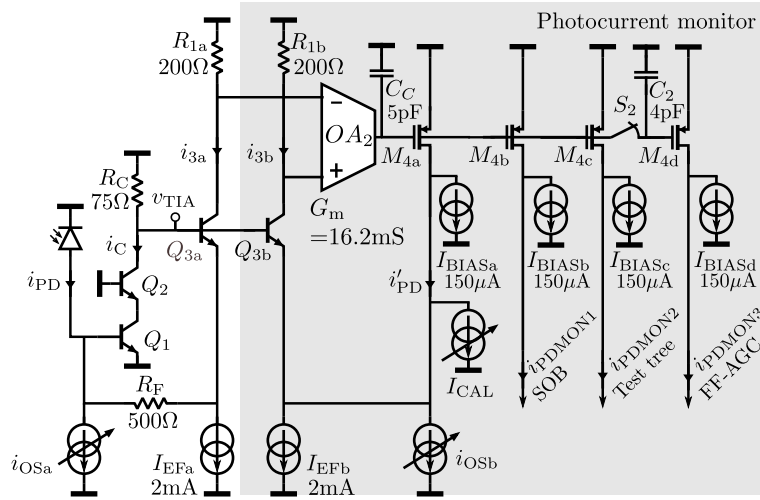 Photocurrent monitor
R1a
200Ω
R1b
200Ω
CC
5pF
C2
4pF
S2
OA2
−
+
Gm
=16.2mS
M4a
M4b
M4c
M4d
i3a
i3b
RC
75Ω
vTIA
iC
Q3a
Q3b
iPD
Q2
Q1
i′PD
IBIASa
150μA
IBIASb
150μA
IBIASc
150μA
IBIASd
150μA
ICAL
iPDMON1
SOB
iPDMON2
Test tree
iPDMON3
FF-AGC
RF
500Ω
iOSa
IEFa
2mA
IEFb
2mA
iOSb